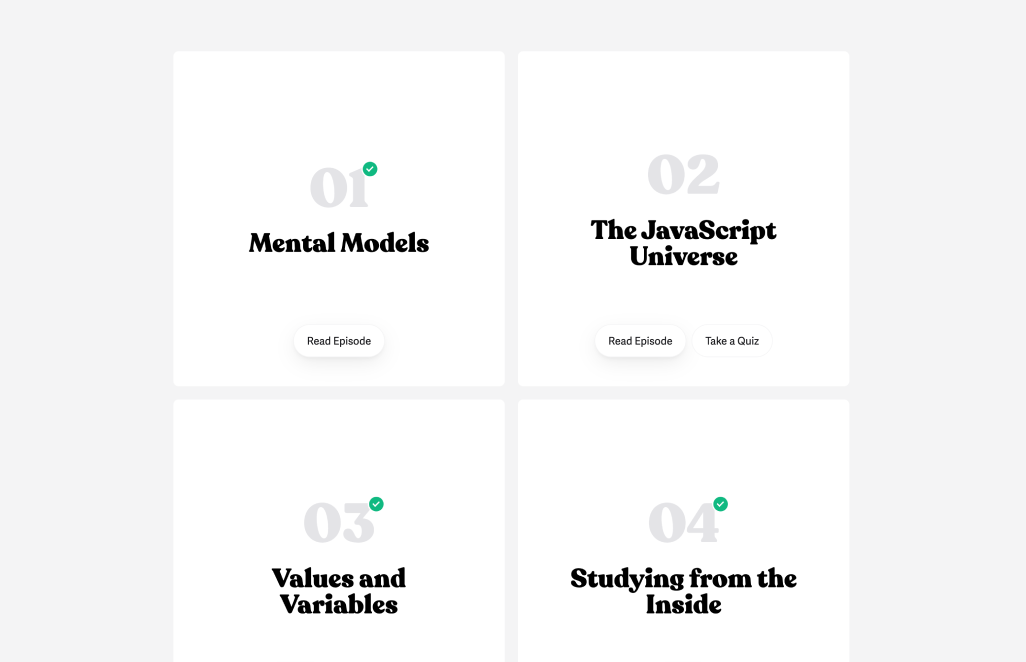 01
Mental Models
Read Episode
02
The JavaScript
Universe
Read Episode
Take a Quiz
03
Values and
Variables
04
Studying from the
Inside